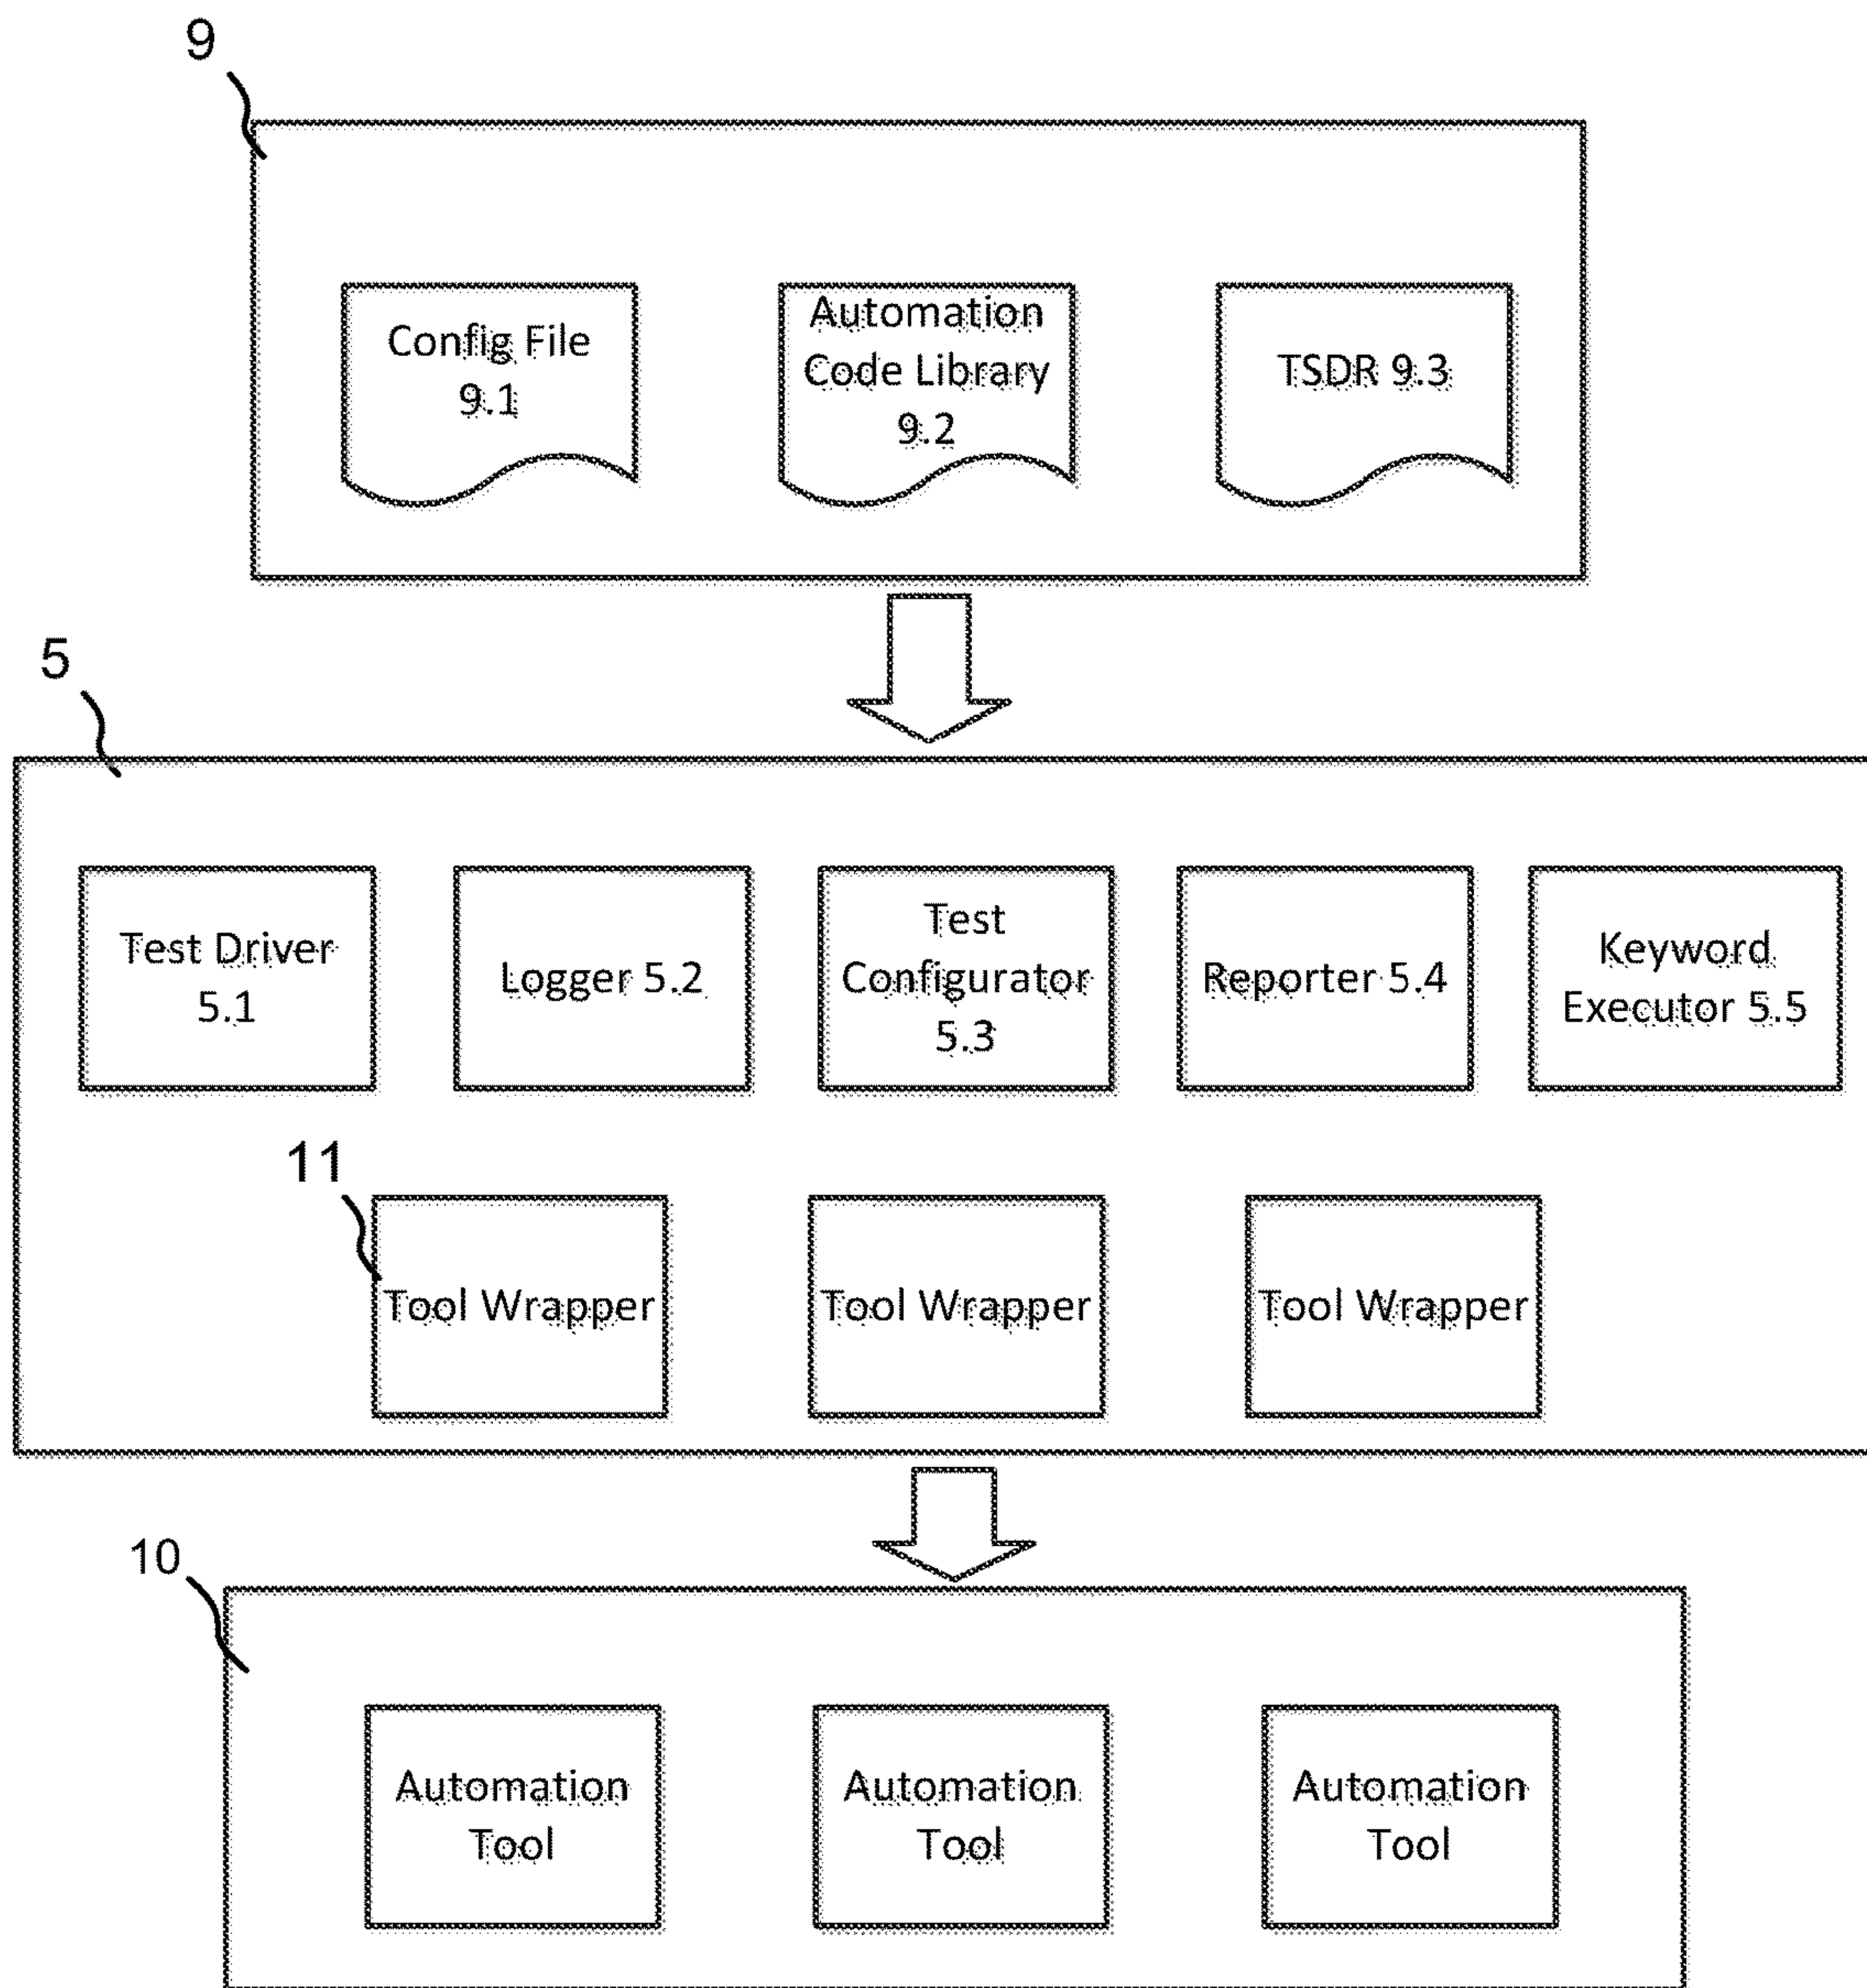 9
Config File
9.1
Automation
Code Library
9.2
TSDR 9.3
5
Test Driver
5.1
Logger 5.2
Test
Configurator
5.3
Reporter 5.4
Keyword
Executor 5.5
11
Tool Wrapper
Tool Wrapper
Tool Wrapper
10
Automation
Tool
Automation
Tool
Automation
Tool